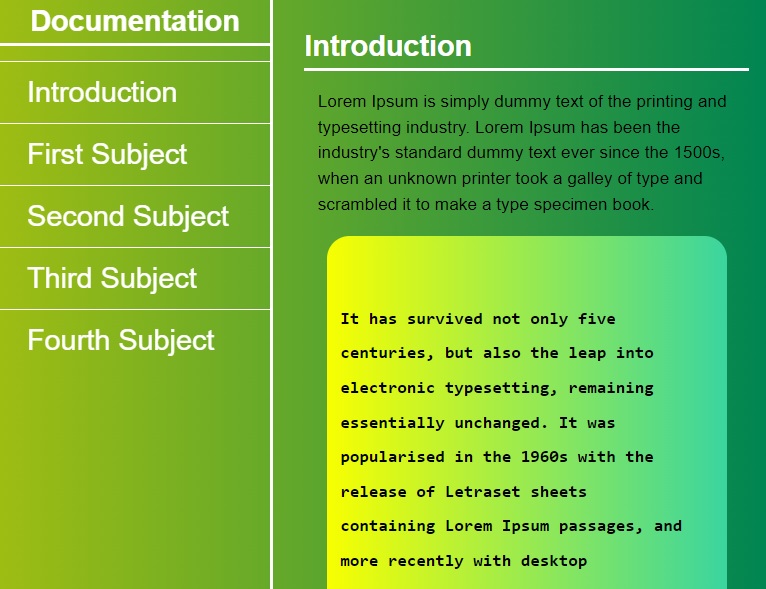 Documentation
Introduction
First Subject
Second Subject
Third Subject
Fourth Subject
Introduction
Lorem Ipsum is simply dummy text of the printing and
typesetting industry. Lorem Ipsum has been the
industry's standard dummy text ever since the 1500s,
when an unknown printer took a galley of type and
scrambled it to make a type specimen book.
It has survived not only five
centuries, but also the leap into
electronic typesetting, remaining
essentially unchanged. It was
popularised in the 1960s with the
release of Letraset sheets
containing Lorem Ipsum passages, and
more recently with desktop